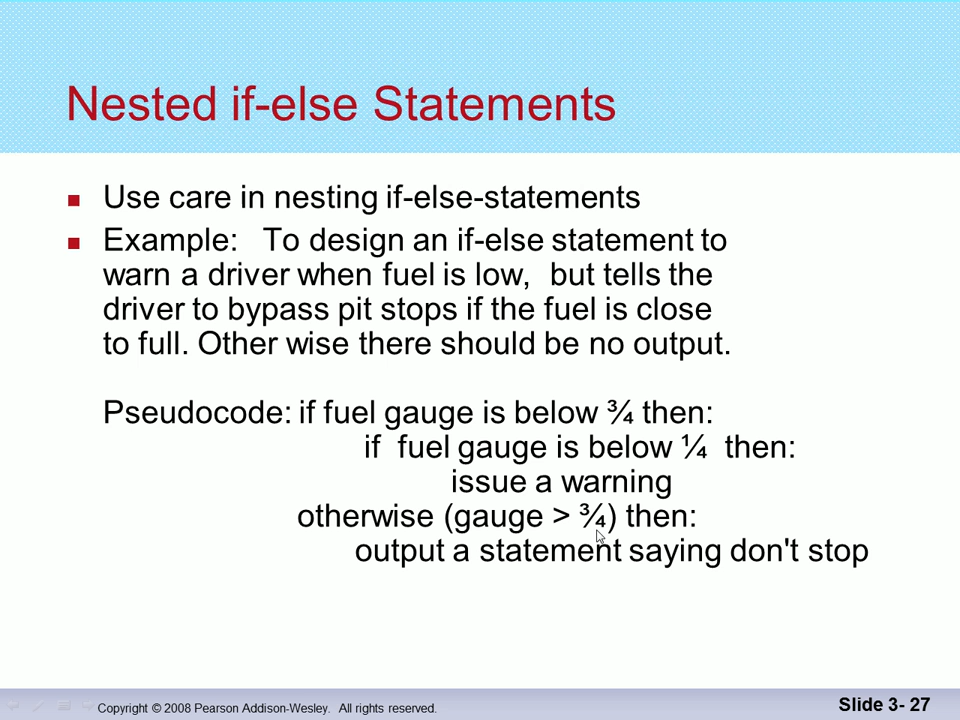 Nested if-else Statements
Use care in nesting if-else-statements
Example: To design an if-else statement to
warn a driver when fuel is low, but tells the
driver to bypass pit stops if the fuel is close
to full. Other wise there should be no output.
Pseudocode: if fuel gauge is below ¾ then:
if fuel gauge is below ¼ then:
issue a warning
otherwise (gauge > ¾) then:
output a statement saying don't stop
Copyright © 2008 Pearson Addison-Wesley. All rights reserved.
Slide 3- 27